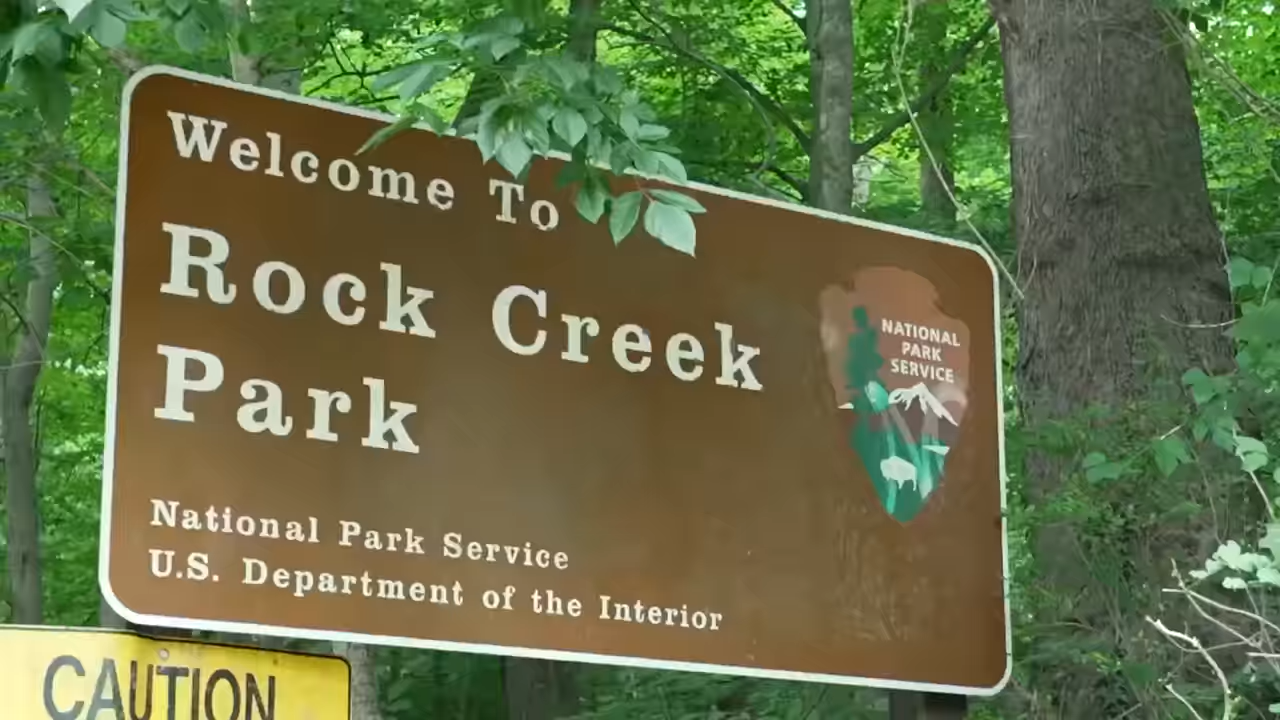 Welcome To
Rock Creek
Park
NATIONAL
PARK
SERVICE
National Park Service
U.S. Department of the Interior
CAUTION